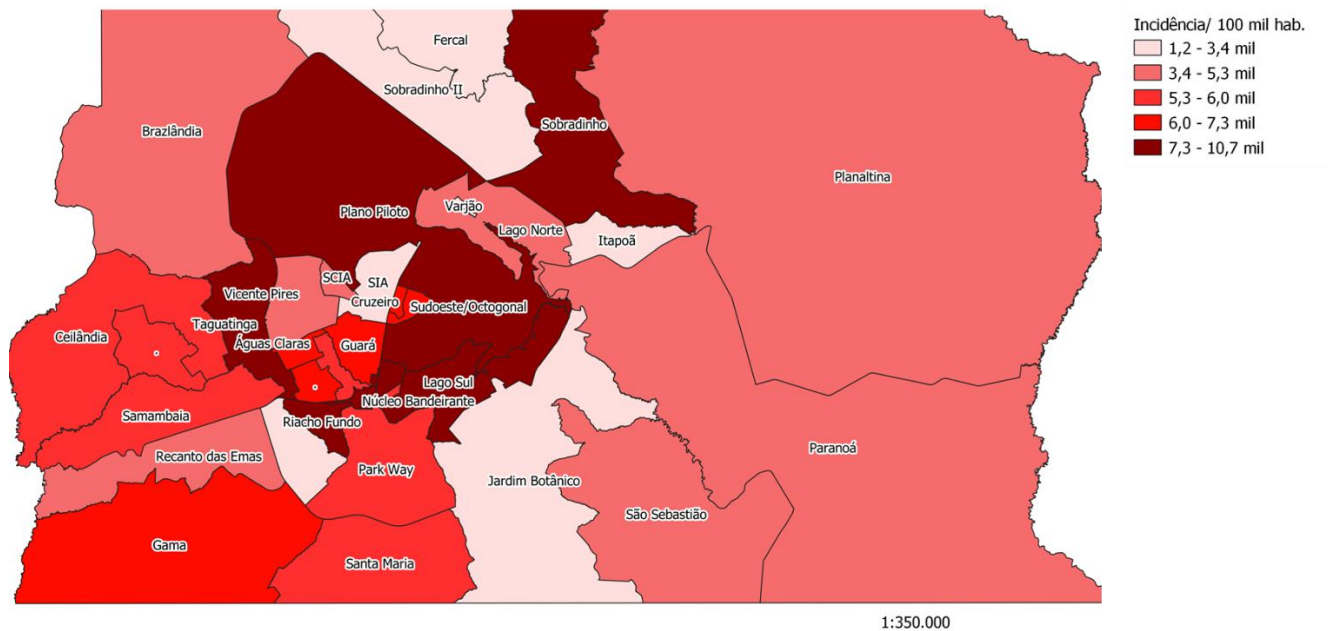 Incidência/ 100 mil hab.
1,2 - 3,4 mil
3,4 - 5,3 mil
5,3 - 6,0 mil
6,0 - 7,3 mil
7,3 - 10,7 mil
Fercal
Sobradinho II
Sobradinho
Brazlândia
Planaltina
Varjão
Plano Piloto
Lago Norte
Itapoã
SCIA
SIA
Vicente Pires
Cruzeiro
Sudoeste/Octogonal
Taguatinga
Ceilândia
Águas Claras
Guará
Lago Sul
Núcleo Bandeirante
Samambaia
Riacho Fundo
Paranoá
Recanto das Emas
Park Way
Jardim Botânico
São Sebastião
Gama
Santa Maria
1:350.000